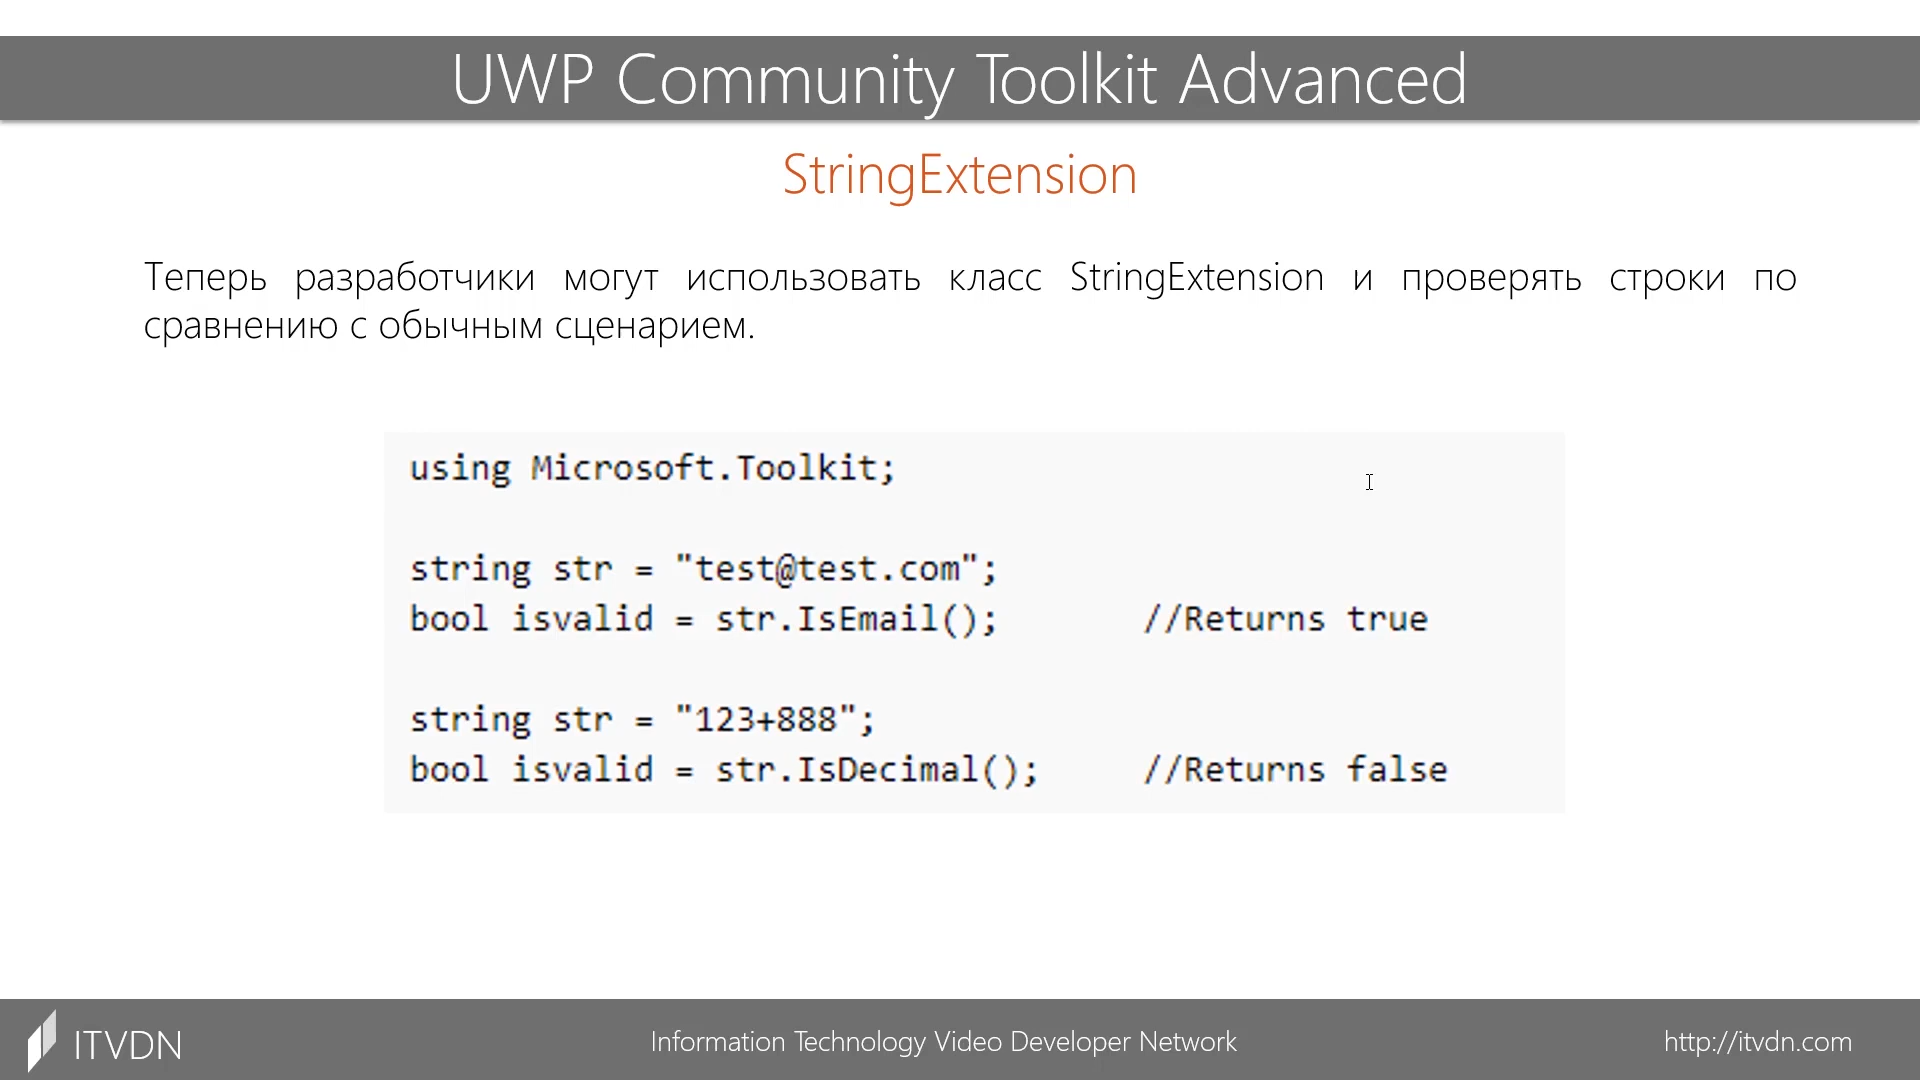 UWP Community Toolkit Advanced
StringExtension
Теперь разработчики могут использовать класс StringExtension и проверять строки по
сравнению с обычным сценарием.
using Microsoft.Toolkit;
string str = "test@test.com";
bool isvalid = str.IsEmail();      //Returns true
string str = "123+888";
bool isvalid = str.IsDecimal();     //Returns false
ITVDN
Information Technology Video Developer Network
http://itvdn.com